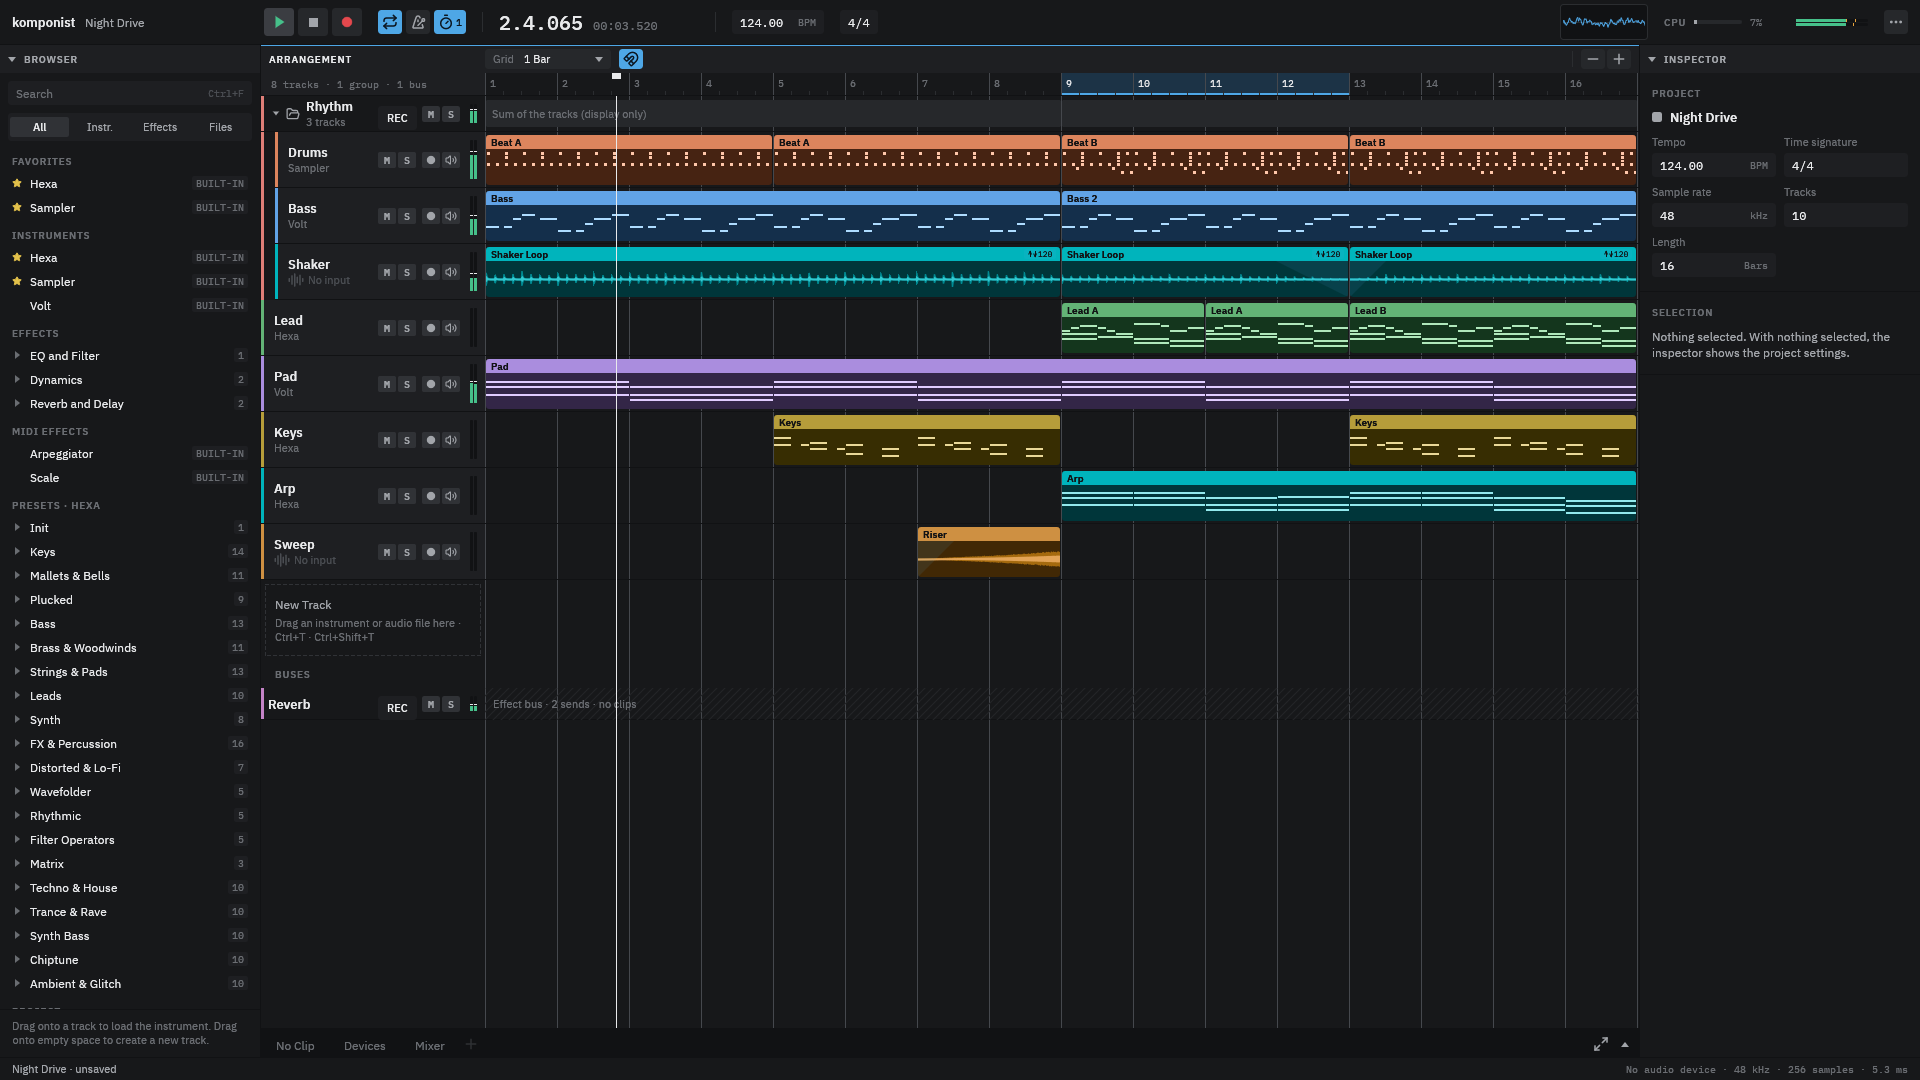 komponist Night Drive
1
2.4.065 00:03.520
124.00 BPM
4/4
CPU 7%
BROWSER
Search Ctrl+F
All Instr. Effects Files
FAVORITES
Hexa BUILT-IN
Sampler BUILT-IN
INSTRUMENTS
Hexa BUILT-IN
Sampler BUILT-IN
Volt BUILT-IN
EFFECTS
EQ and Filter 1
Dynamics 2
Reverb and Delay 2
MIDI EFFECTS
Arpeggiator BUILT-IN
Scale BUILT-IN
PRESETS · HEXA
Init 1
Keys 14
Mallets & Bells 11
Plucked 9
Bass 13
Brass & Woodwinds 11
Strings & Pads 13
Leads 10
Synth 8
FX & Percussion 16
Distorted & Lo-Fi 7
Wavefolder 5
Rhythmic 5
Filter Operators 5
Matrix 3
Techno & House 10
Trance & Rave 10
Synth Bass 10
Chiptune 10
Ambient & Glitch 10
Drag onto a track to load the instrument. Drag
onto empty space to create a new track.
ARRANGEMENT
Grid 1 Bar
8 tracks · 1 group · 1 bus
1 2 3 4 5 6 7 8 9 10 11 12 13 14 15 16
Rhythm
3 tracks
REC M S
Sum of the tracks (display only)
Drums
Sampler
M S
Beat A Beat A Beat B Beat B
Bass
Volt
M S
Bass Bass 2
Shaker
No input
M S
Shaker Loop 120 Shaker Loop 120 Shaker Loop 120
Lead
Hexa
M S
Lead A Lead A Lead B
Pad
Volt
M S
Pad
Keys
Hexa
M S
Keys Keys
Arp
Hexa
M S
Arp
Sweep
No input
M S
Riser
New Track
Drag an instrument or audio file here ·
Ctrl+T · Ctrl+Shift+T
BUSES
Reverb REC M S
Effect bus · 2 sends · no clips
No Clip Devices Mixer
INSPECTOR
PROJECT
Night Drive
Tempo Time signature
124.00 BPM 4/4
Sample rate Tracks
48 kHz 10
Length
16 Bars
SELECTION
Nothing selected. With nothing selected, the
inspector shows the project settings.
Night Drive · unsaved
No audio device · 48 kHz · 256 samples · 5.3 ms